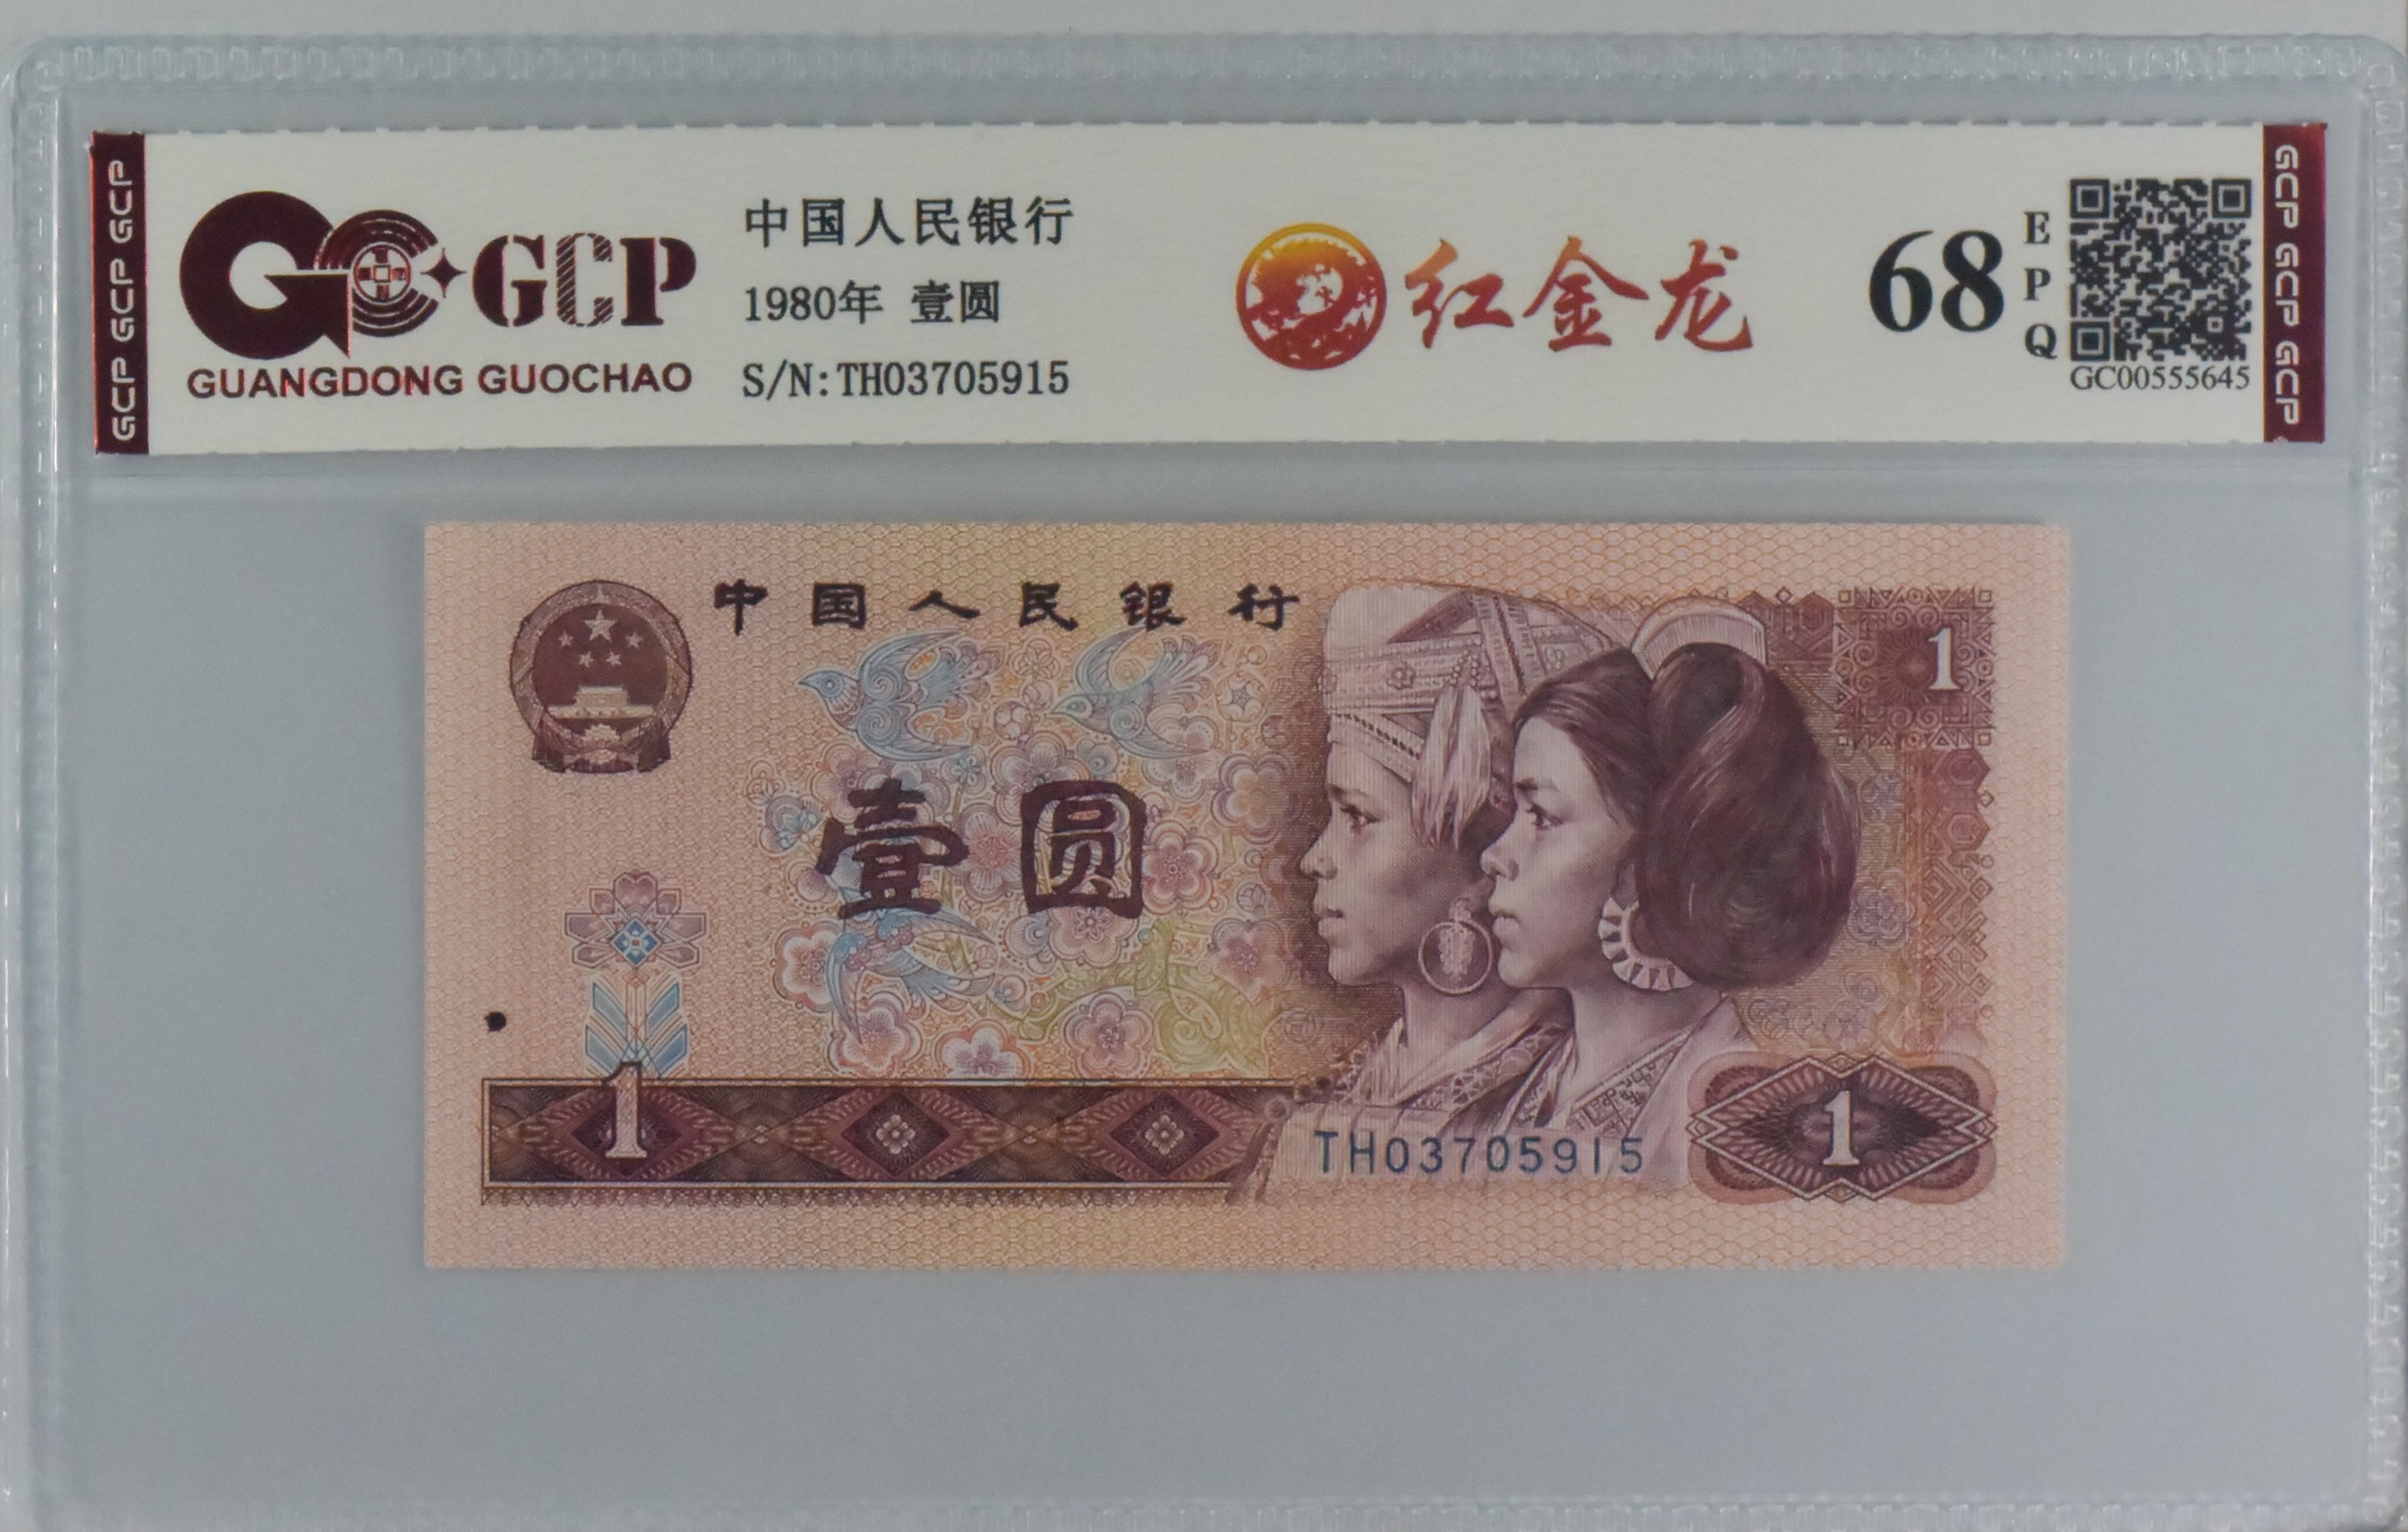 GCP GCP GCP
GCP
GUANGDONG GUOCHAO
中国人民银行
1980年 壹圆
S/N:TH03705915
红金龙
68
E
P
Q
GC00555645
GCP GCP GCP
中国人民银行
1
壹圆
1
TH03705915
1